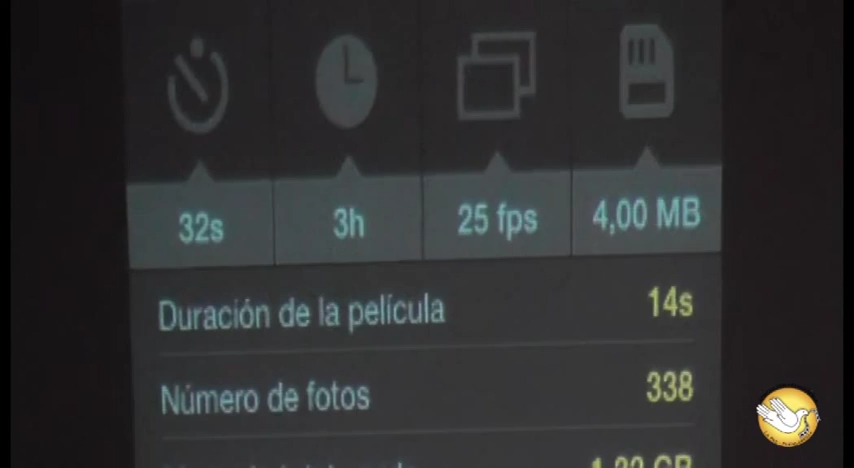 32s 3h 25 fps 4,00 MB
Duración de la película 14s
Número de fotos 338